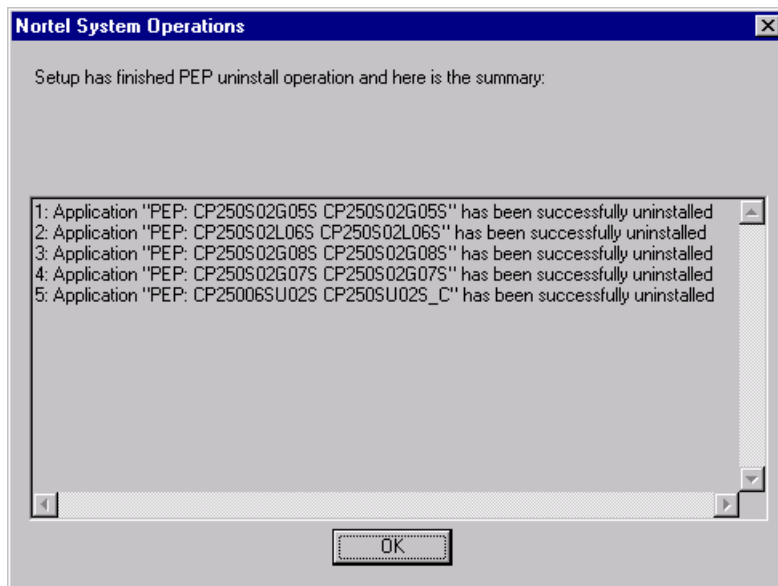 Nortel System Operations
Setup has finished PEP uninstall operation and here is the summary:
1: Application "PEP: CP250S02G05S CP250S02G05S" has been successfully uninstalled
2: Application "PEP: CP250S02L06S CP250S02L06S" has been successfully uninstalled
3: Application "PEP: CP250S02G08S CP250S02G08S" has been successfully uninstalled
4: Application "PEP: CP250S02G07S CP250S02G07S" has been successfully uninstalled
5: Application "PEP: CP25006SU02S CP250SU02S_C" has been successfully uninstalled
OK